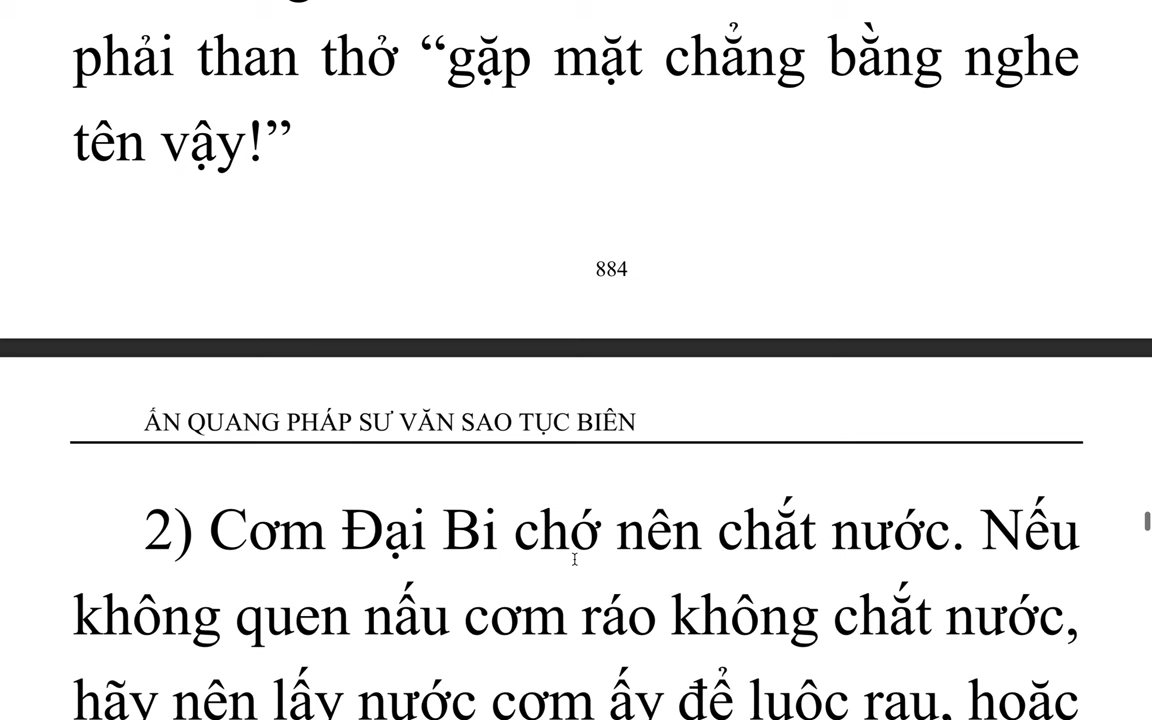 phải than thở “gặp mặt chẳng bằng nghe
tên vậy!”
884
ẤN QUANG PHÁP SƯ VĂN SAO TỤC BIÊN
2) Cơm Đại Bi chớ nên chắt nước. Nếu
không quen nấu cơm ráo không chắt nước,
hãy nên lấy nước cơm ấy để luộc rau, hoặc